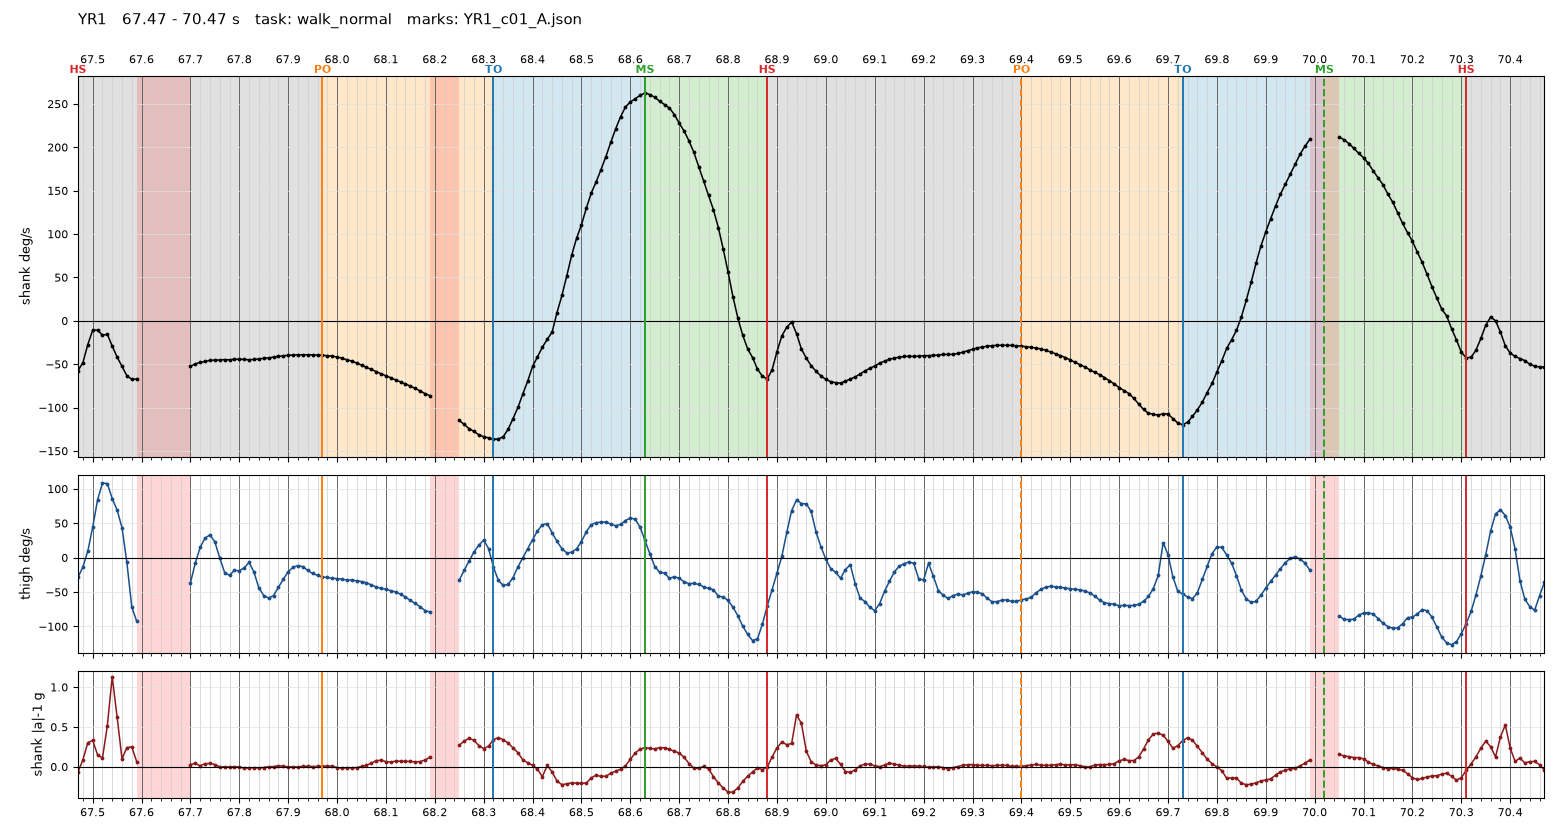 YR1   67.47 - 70.47 s   task: walk_normal   marks: YR1_c01_A.json
67.5 67.6 67.7 67.8 67.9 68.0 68.1 68.2 68.3 68.4 68.5 68.6 68.7 68.8 68.9 69.0 69.1 69.2 69.3 69.4 69.5 69.6 69.7 69.8 69.9 70.0 70.1 70.2 70.3 70.4
HS PO TO MS HS PO TO MS HS
250
200
150
100
50
0
−50
−100
−150
shank deg/s
100
50
0
−50
−100
thigh deg/s
1.0
0.5
0.0
shank |a|-1 g
67.5 67.6 67.7 67.8 67.9 68.0 68.1 68.2 68.3 68.4 68.5 68.6 68.7 68.8 68.9 69.0 69.1 69.2 69.3 69.4 69.5 69.6 69.7 69.8 69.9 70.0 70.1 70.2 70.3 70.4